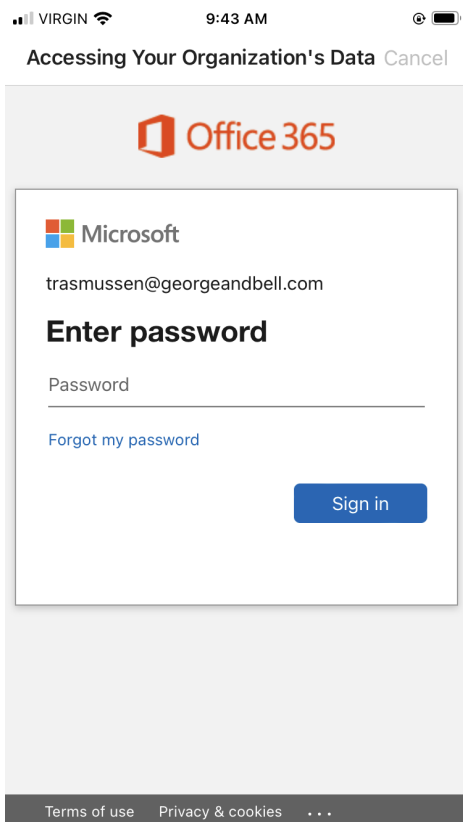 VIRGIN 9:43 AM
Accessing Your Organization's Data Cancel
Office 365
Microsoft
trasmussen@georgeandbell.com
Enter password
Password
Forgot my password
Sign in
Terms of use Privacy & cookies ...